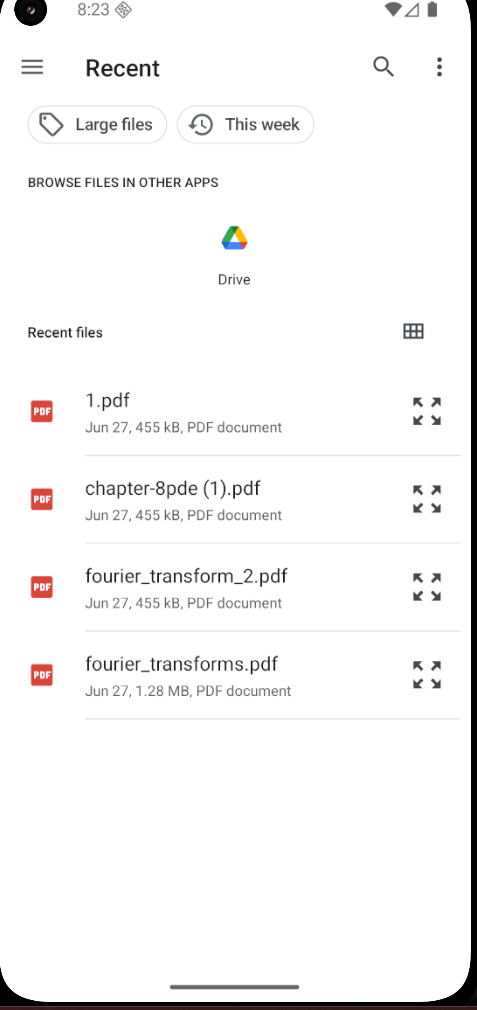 8:23
Recent
Large files
This week
BROWSE FILES IN OTHER APPS
Drive
Recent files
PDF
1.pdf
Jun 27, 455 kB, PDF document
PDF
chapter-8pde (1).pdf
Jun 27, 455 kB, PDF document
PDF
fourier_transform_2.pdf
Jun 27, 455 kB, PDF document
PDF
fourier_transforms.pdf
Jun 27, 1.28 MB, PDF document